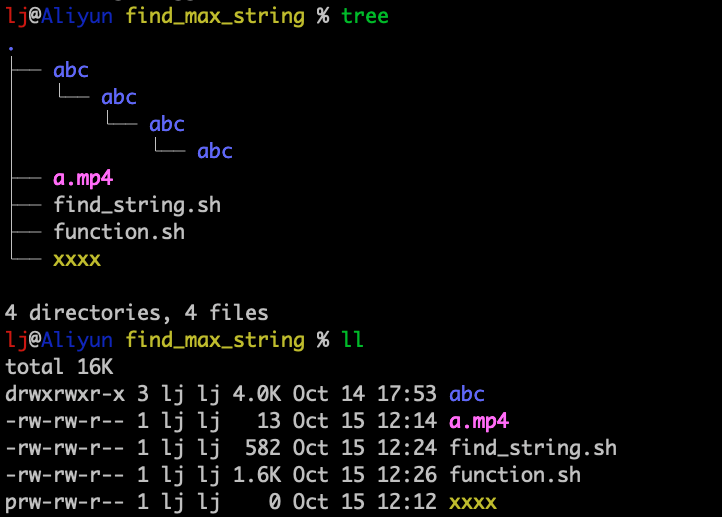 lj@Aliyun find_max_string % tree
.
├── abc
│   └── abc
│       └── abc
│           └── abc
├── a.mp4
├── find_string.sh
├── function.sh
└── xxxx
4 directories, 4 files
lj@Aliyun find_max_string % ll
total 16K
drwxrwxr-x 3 lj lj 4.0K Oct 14 17:53 abc
-rw-rw-r-- 1 lj lj   13 Oct 15 12:14 a.mp4
-rw-rw-r-- 1 lj lj  582 Oct 15 12:24 find_string.sh
-rw-rw-r-- 1 lj lj 1.6K Oct 15 12:26 function.sh
prw-rw-r-- 1 lj lj    0 Oct 15 12:12 xxxx